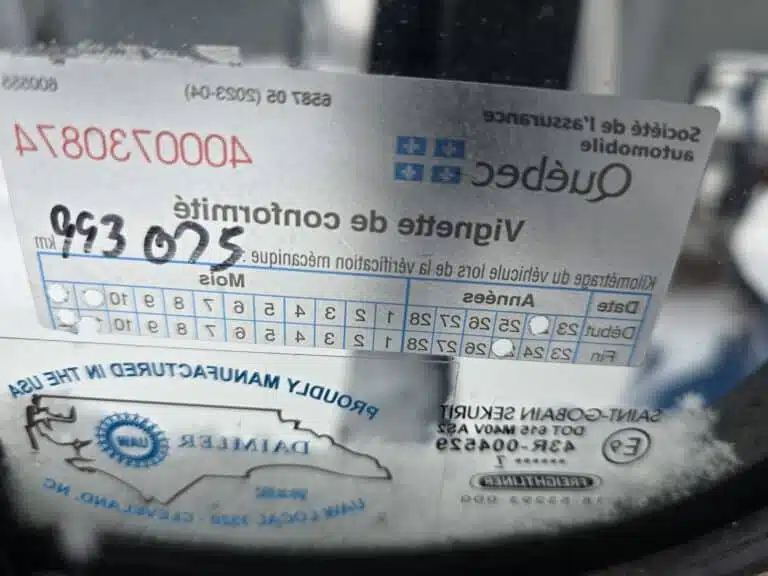 Société de l'assurance
automobile
Québec
6587 05 (2023-04)
4000730874
Vignette de conformité
Kilométrage du véhicule lors de la vérification mécanique : 993 075 km
Date Années Mois
Début 23 25 26 27 28 1 2 3 4 5 6 7 8 9 10
Fin 23 24 26 27 28 1 2 3 4 5 6 7 8 9 10
SAINT-GOBAIN SEKURIT
DOT 615 M40V AS2
E9 43R-004529
****** 7
FREIGHTLINER
PROUDLY MANUFACTURED IN THE USA
DAIMLER
UAW
UAW LOCAL 3520 - CLEVELAND, NC